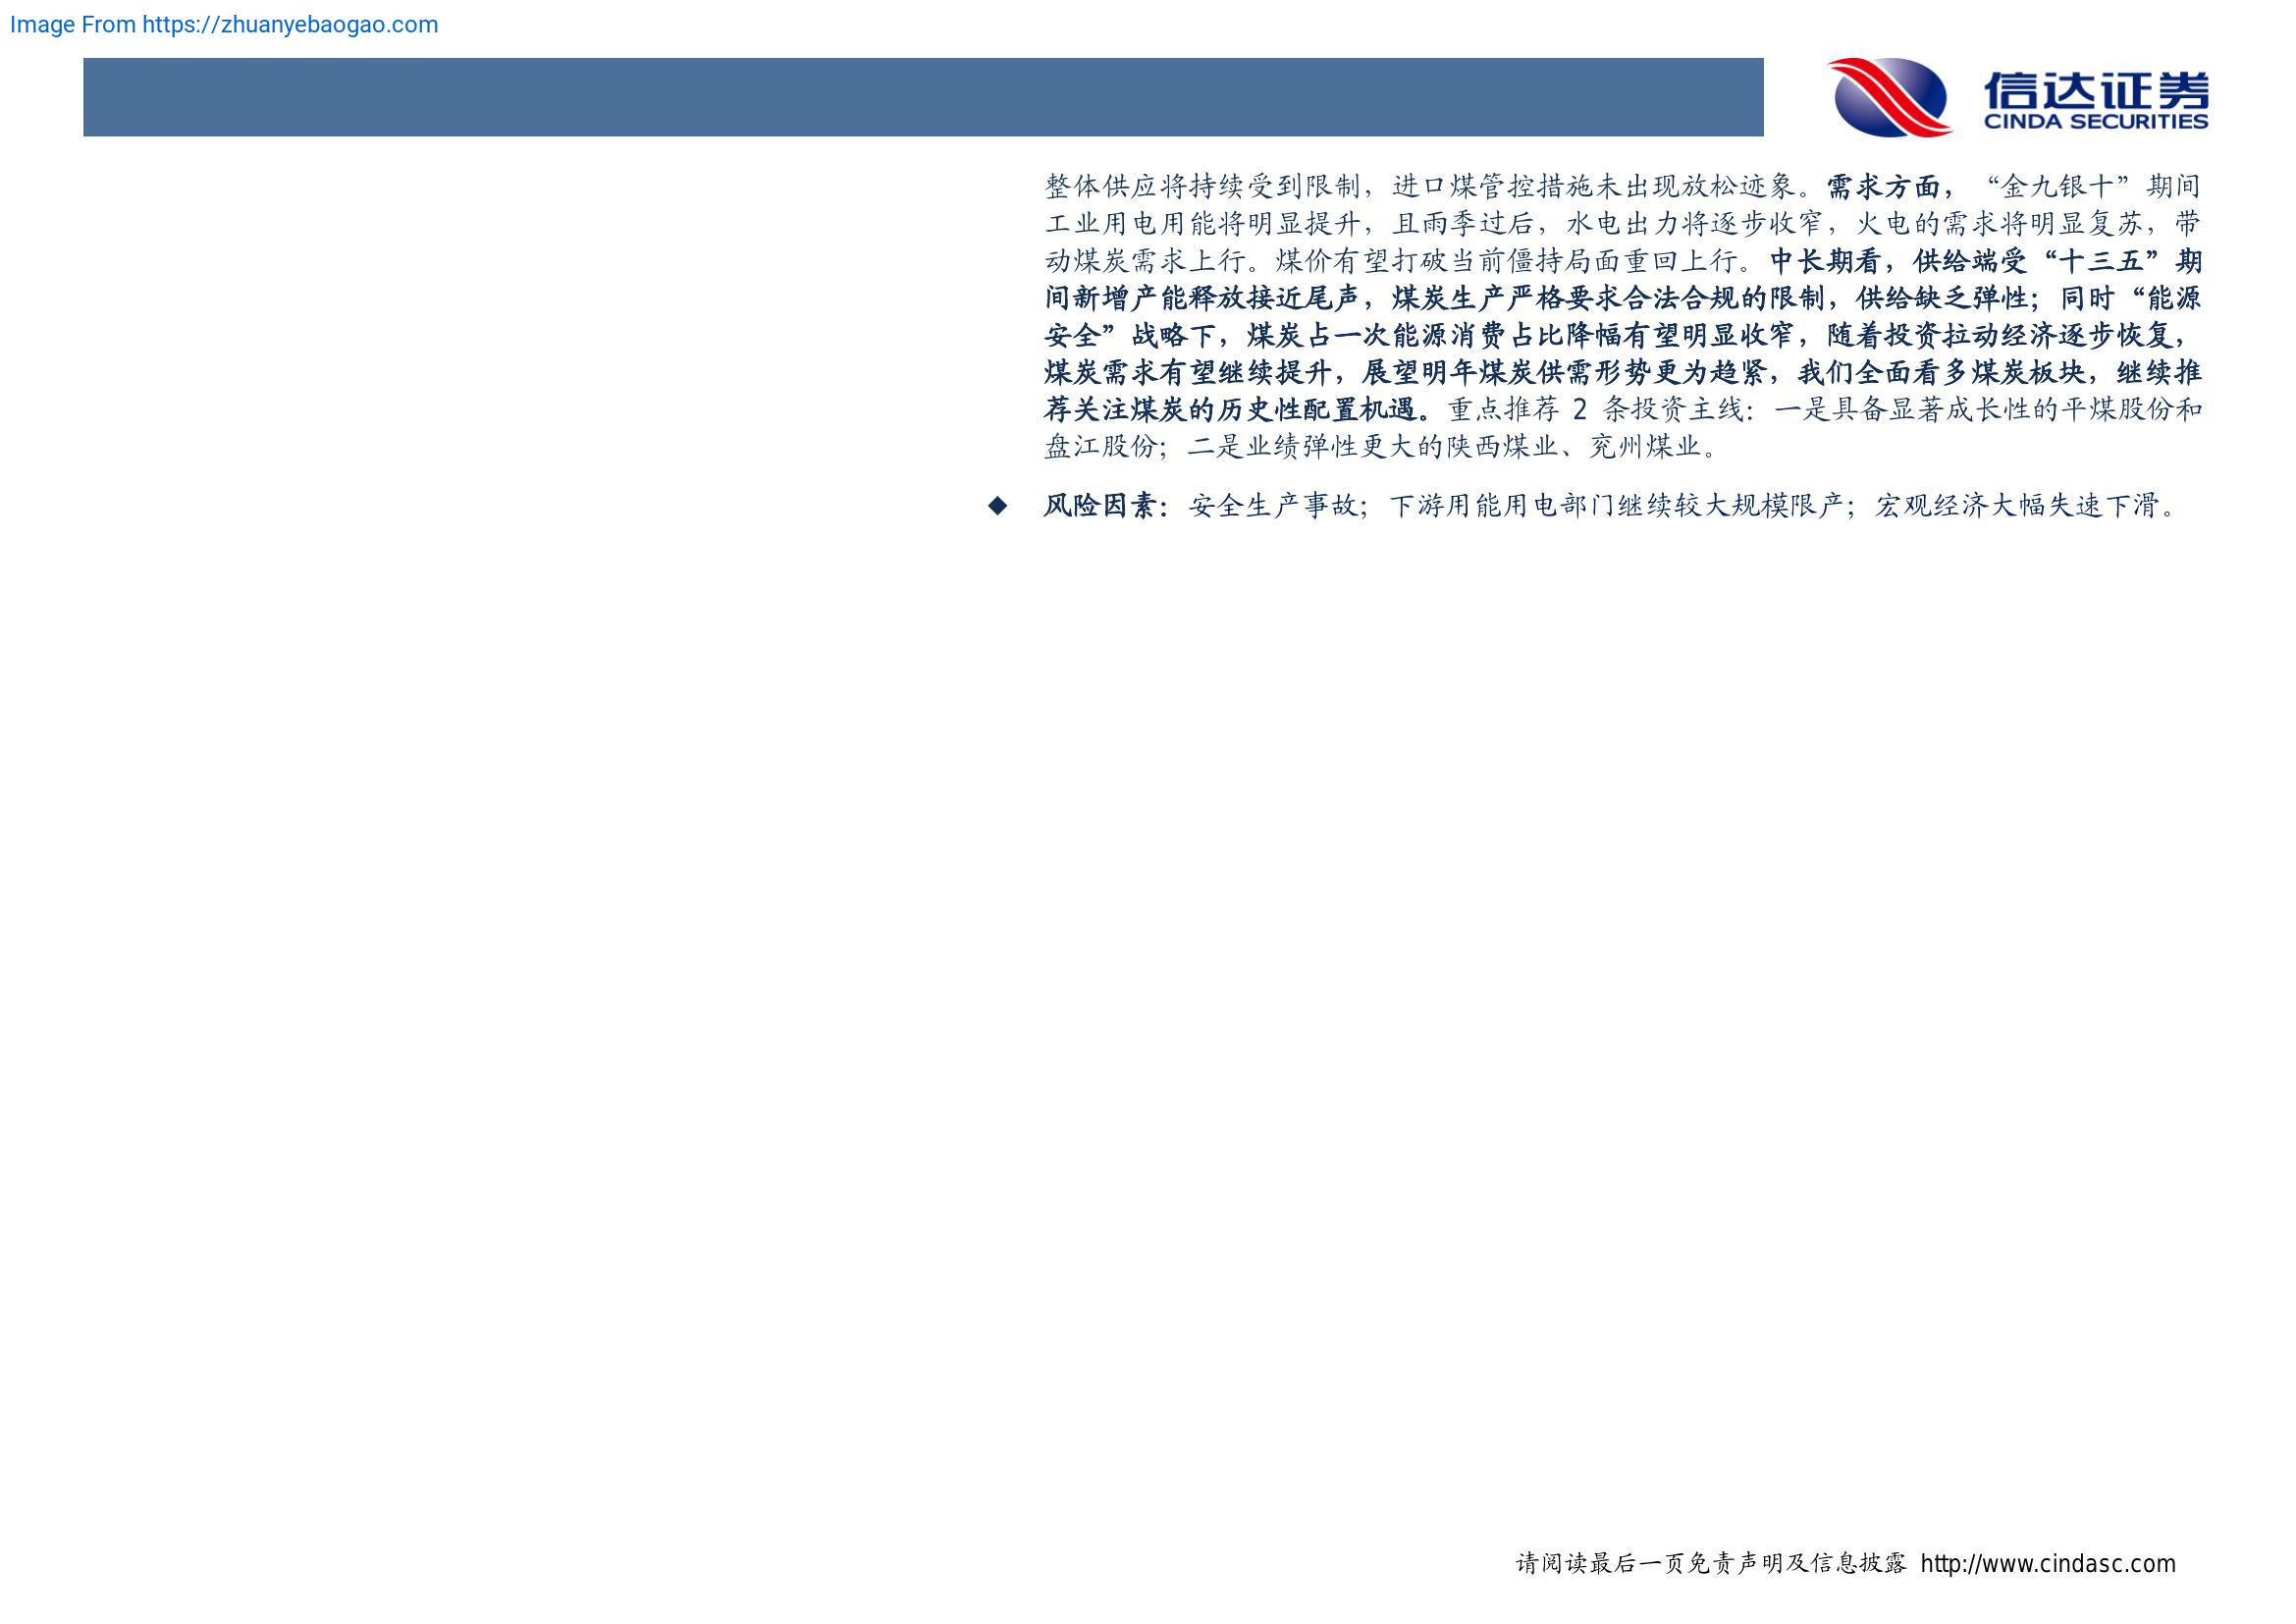 Image From https://zhuanyebaogao.com
信达证券
CINDA SECURITIES
整体供应将持续受到限制，进口煤管控措施未出现放松迹象。需求方面，“金九银十”期间
工业用电用能将明显提升，且雨季过后，水电出力将逐步收窄，火电的需求将明显复苏，带
动煤炭需求上行。煤价有望打破当前僵持局面重回上行。中长期看，供给端受“十三五”期
间新增产能释放接近尾声，煤炭生产严格要求合法合规的限制，供给缺乏弹性；同时“能源
安全”战略下，煤炭占一次能源消费占比降幅有望明显收窄，随着投资拉动经济逐步恢复，
煤炭需求有望继续提升，展望明年煤炭供需形势更为趋紧，我们全面看多煤炭板块，继续推
荐关注煤炭的历史性配置机遇。重点推荐 2 条投资主线：一是具备显著成长性的平煤股份和
盘江股份；二是业绩弹性更大的陕西煤业、兖州煤业。
◆ 风险因素：安全生产事故；下游用能用电部门继续较大规模限产；宏观经济大幅失速下滑。
请阅读最后一页免责声明及信息披露 http://www.cindasc.com